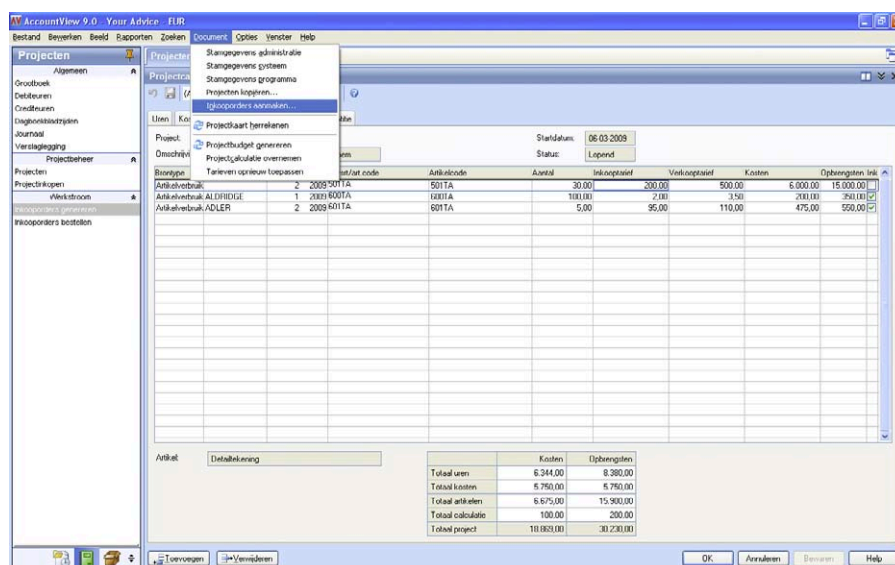 AccountView 9.0 - Your Advice - EUR
Bestand Bewerken Beeld Rapporten Zoeken Document Opties Venster Help
Projecten
Algemeen
Grootboek
Debiteuren
Crediteuren
Dagboekbladzijden
Journaal
Verslaglegging
Projectbeheer
Projecten
Projectinkopen
Werkstroom
Inkooporders genereren
Inkooporders bestellen
Stamgegevens administratie
Stamgegevens systeem
Stamgegevens programma
Projecten kopiëren...
Inkooporders aanmaken...
Projectkaart herrekenen
Projectbudget genereren
Projectcalculatie overnemen
Tarieven opnieuw toepassen
Uren
Project:
Startdatum: 06-03-2009
Status: Lopend
Brontype Artikelcode Aantal Inkooptarief Verkooptarief Kosten Opbrengsten Ink
Artikelverbruik 2 2009 501TA 501TA 30,00 200,00 500,00 6.000,00 15.000,00
Artikelverbruik ALDRIDGE 1 2009 600TA 600TA 100,00 2,00 3,50 200,00 350,00
Artikelverbruik ADLER 2 2009 601TA 601TA 5,00 95,00 110,00 475,00 550,00
Artikel: Detailtekening
Kosten Opbrengsten
Totaal uren 6.344,00 8.380,00
Totaal kosten 5.750,00 5.750,00
Totaal artikelen 6.675,00 15.900,00
Totaal calculatie 100,00 200,00
Totaal project 18.869,00 30.230,00
Toevoegen Verwijderen OK Annuleren Bewaren Help